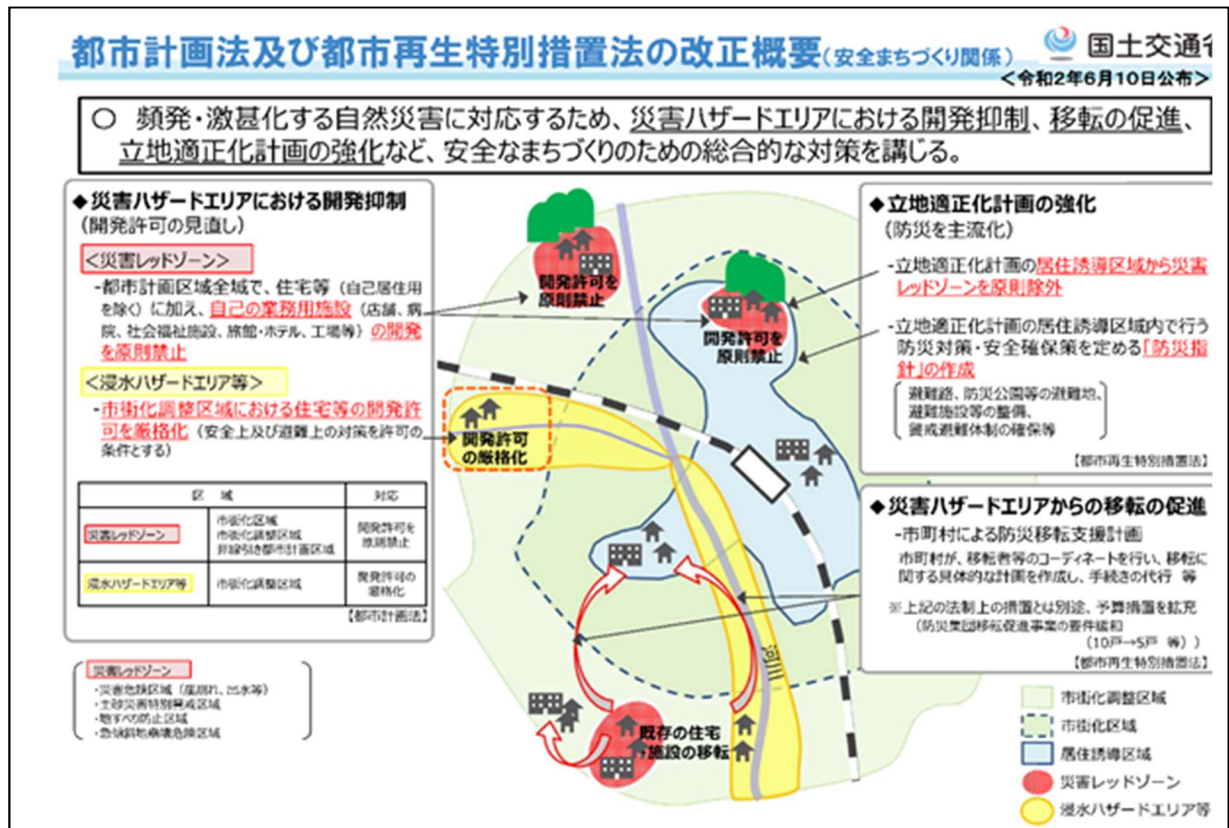 都市計画法及び都市再生特別措置法の改正概要(安全まちづくり関係)
国土交通省
<令和2年6月10日公布>
○ 頻発・激甚化する自然災害に対応するため、災害ハザードエリアにおける開発抑制、移転の促進、
立地適正化計画の強化など、安全なまちづくりのための総合的な対策を講じる。
◆災害ハザードエリアにおける開発抑制
(開発許可の見直し)
<災害レッドゾーン>
-都市計画区域全域で、住宅等(自己居住用
を除く)に加え、自己の業務用施設(店舗、病
院、社会福祉施設、旅館・ホテル、工場等)の開発
を原則禁止
<浸水ハザードエリア等>
-市街化調整区域における住宅等の開発許
可を厳格化(安全上及び避難上の対策を許可の
条件とする)
区 域 対応
災害レッドゾーン 市街化区域 開発許可を
市街化調整区域 原則禁止
非線引き都市計画区域
浸水ハザードエリア等 市街化調整区域 開発許可の
厳格化
【都市計画法】
災害レッドゾーン
・災害危険区域(崖崩れ、出水等)
・土砂災害特別警戒区域
・地すべり防止区域
・急傾斜地崩壊危険区域
開発許可を
原則禁止
開発許可を
原則禁止
開発許可
の厳格化
河川
既存の住宅
・施設の移転
◆立地適正化計画の強化
(防災を主流化)
-立地適正化計画の居住誘導区域から災害
レッドゾーンを原則除外
-立地適正化計画の居住誘導区域内で行う
防災対策・安全確保策を定める「防災指
針」の作成
避難路、防災公園等の避難地、
避難施設等の整備、
警戒避難体制の確保等
【都市再生特別措置法】
◆災害ハザードエリアからの移転の促進
-市町村による防災移転支援計画
市町村が、移転者等のコーディネートを行い、移転に
関する具体的な計画を作成し、手続きの代行 等
※上記の法制上の措置とは別途、予算措置を拡充
(防災集団移転促進事業の要件緩和
(10戸→5戸 等))
【都市再生特別措置法】
市街化調整区域
市街化区域
居住誘導区域
災害レッドゾーン
浸水ハザードエリア等